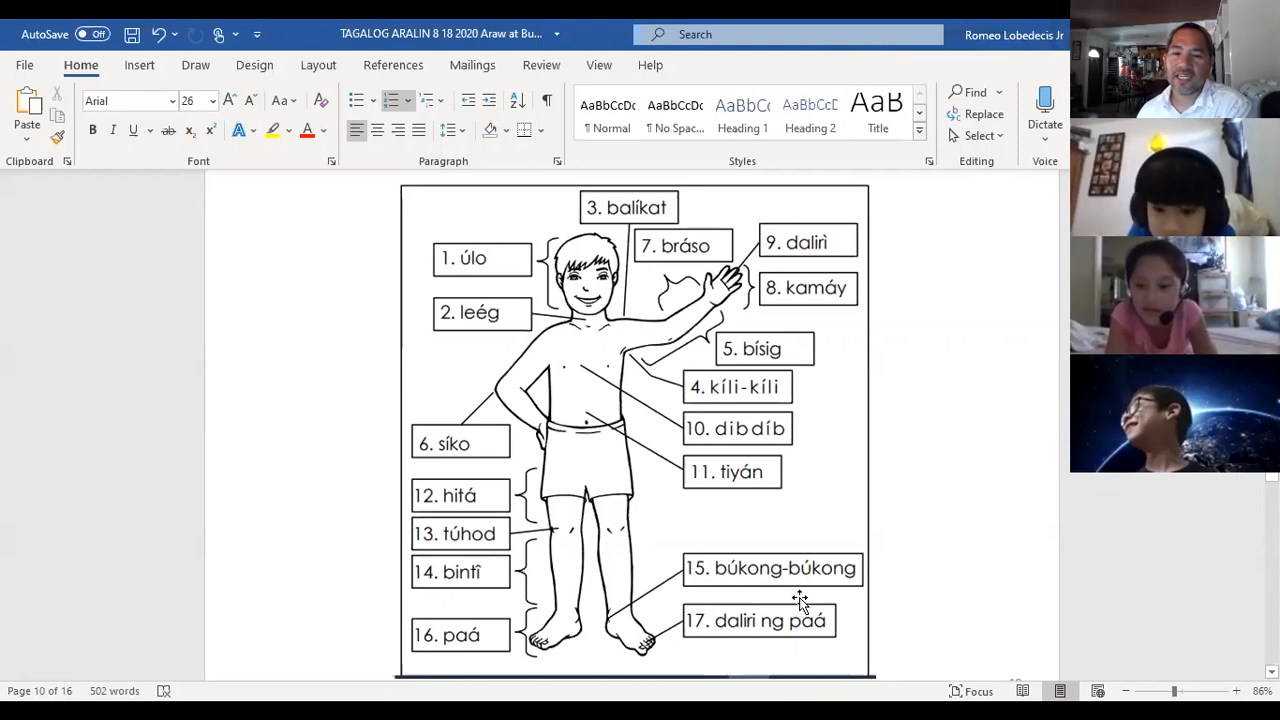 AutoSave Off TAGALOG ARALIN 8 18 2020 Araw at Bu... Search Romeo Lobedecis Jr
File Home Insert Draw Design Layout References Mailings Review View Help
Arial 26 Aa
Paste B I U ab x2 x2 A A
AaBbCcDc AaBbCcDc AaBbCc AaBbCcD AaB
¶ Normal ¶ No Spac... Heading 1 Heading 2 Title
Find
Replace
Select
Dictate
Clipboard Font Paragraph Styles Editing Voice
3. balíkat
7. bráso
9. dalirì
1. úlo
8. kamáy
2. leég
5. bísig
4. kíli-kíli
10. dibdíb
6. síko
11. tiyán
12. hitá
13. túhod
14. bintî
15. búkong-búkong
16. paá
17. daliri ng paá
Page 10 of 16 502 words Focus 86%